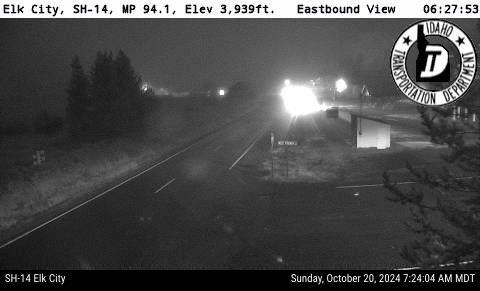 Elk City, SH-14, MP 94.1, Elev 3,939ft. Eastbound View 06:27:53
IDAHO
TRANSPORTATION DEPARTMENT
SH-14 Elk City Sunday, October 20, 2024 7:24:04 AM MDT